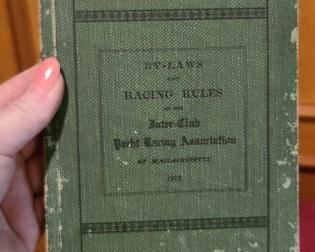 BY-LAWS
AND
RACING RULES
OF THE
Inter-Club
Yacht Racing Association
OF MASSACHUSETTS